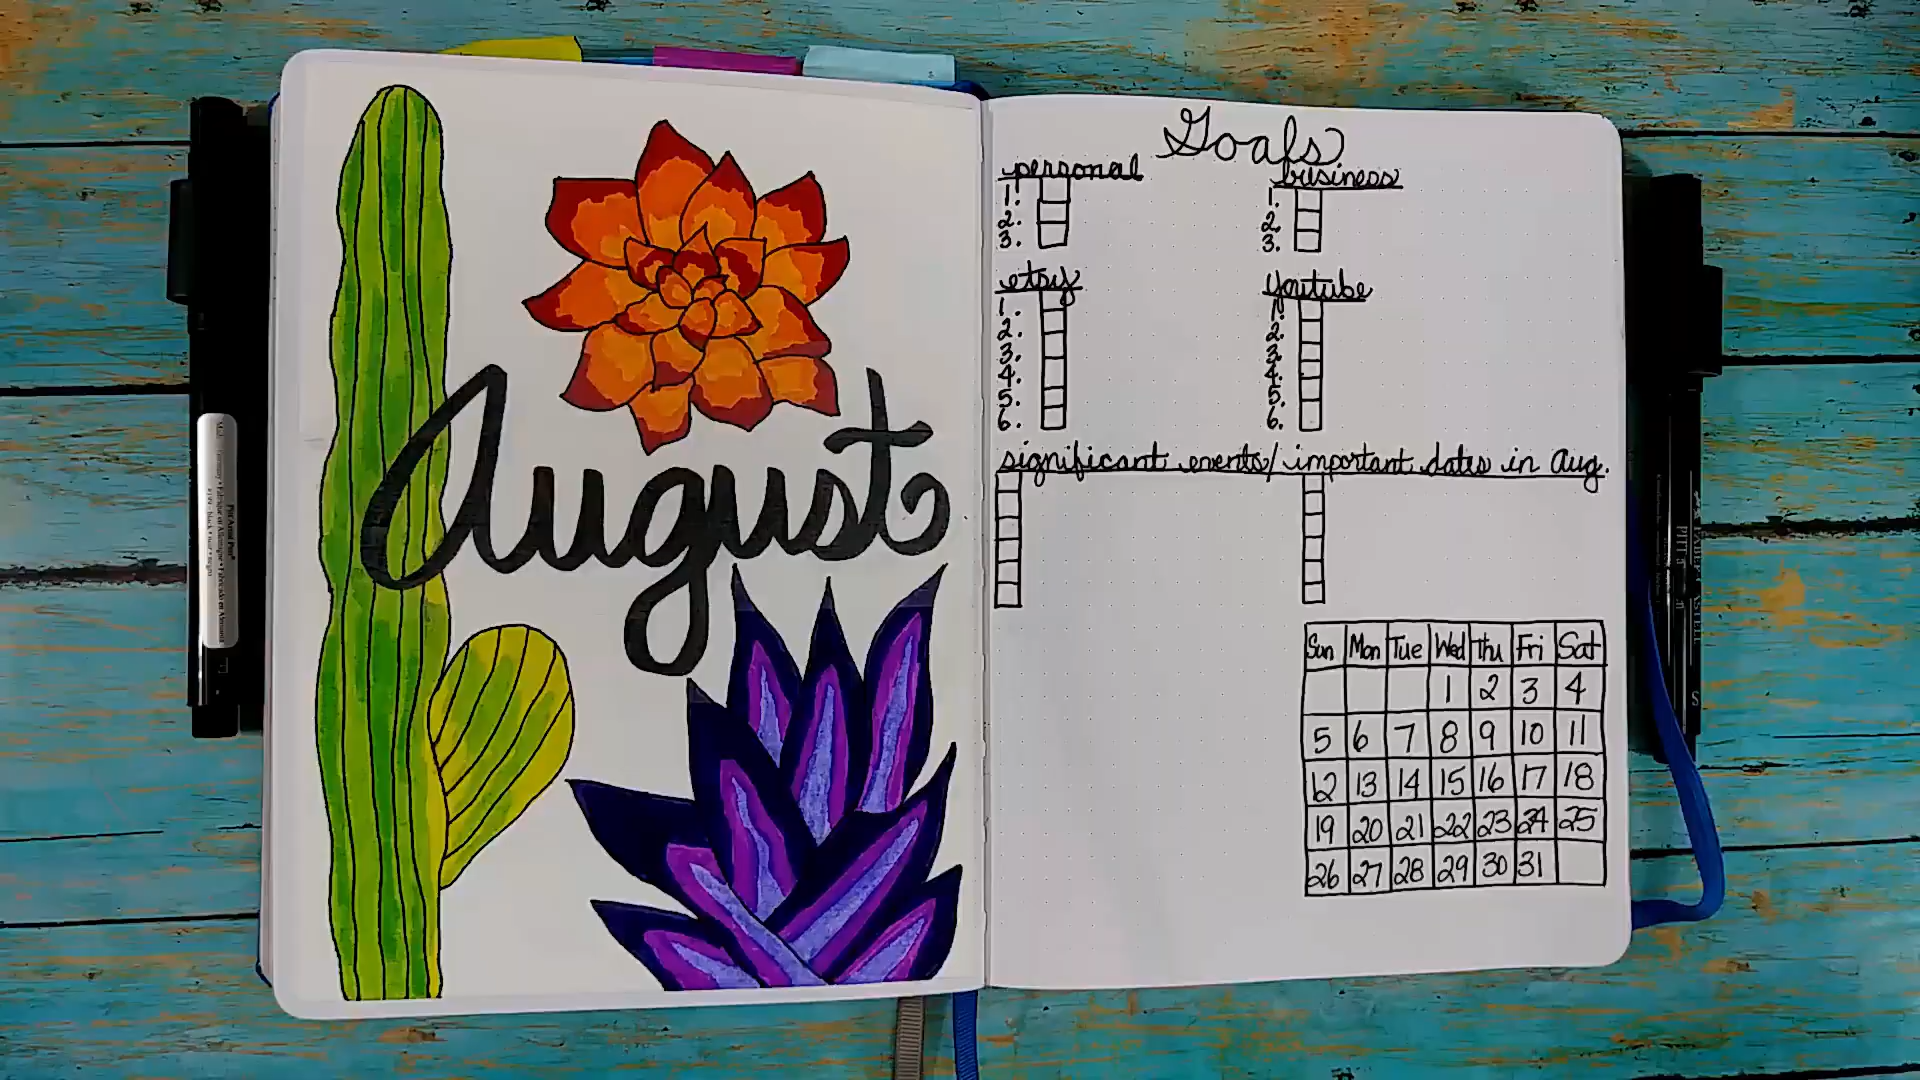 August
Goals
personal
1.
2.
3.
business
1.
2.
3.
etsy
1.
2.
3.
4.
5.
6.
youtube
1.
2.
3.
4.
5.
6.
significant events/important dates in Aug.
Sun Mon Tue Wed Thu Fri Sat
1 2 3 4
5 6 7 8 9 10 11
12 13 14 15 16 17 18
19 20 21 22 23 24 25
26 27 28 29 30 31